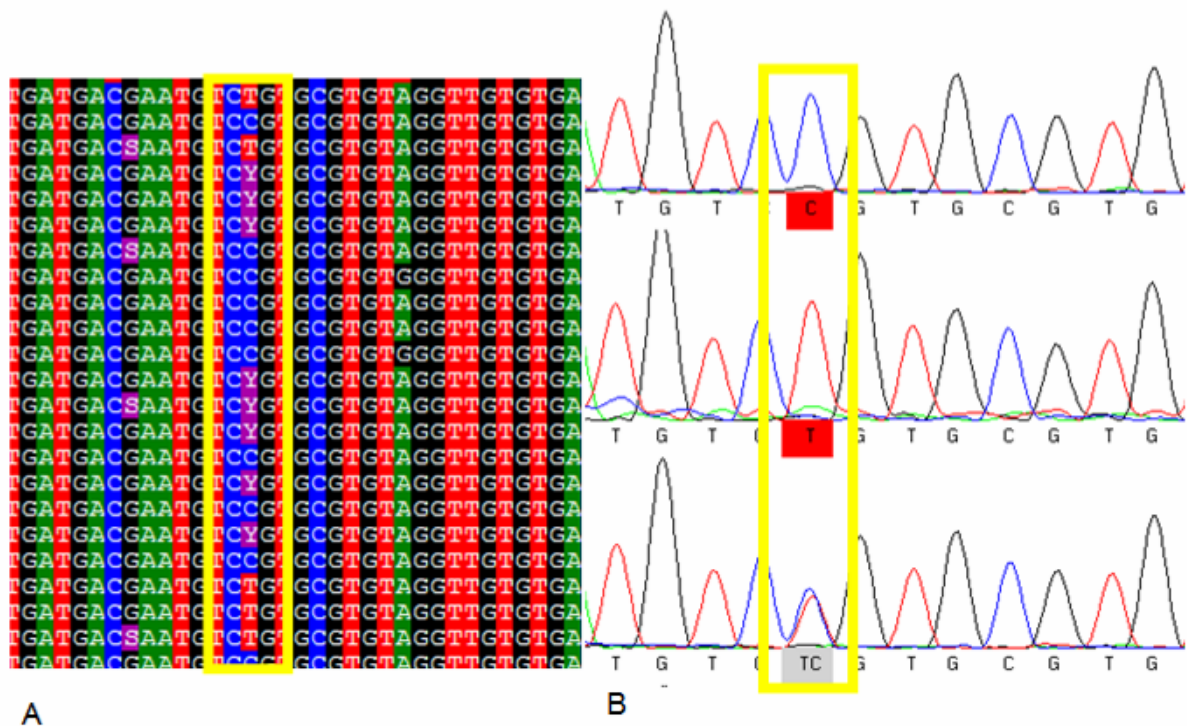 TGATGACGAATGTCTGTGCGTGTAGGTTGTGTGA
TGATGACGAATGTCCGTGCGTGTAGGTTGTGTGA
TGATGACSAATGTCTGTGCGTGTAGGTTGTGTGA
TGATGACGAATGTCYGTGCGTGTAGGTTGTGTGA
TGATGACGAATGTCYGTGCGTGTAGGTTGTGTGA
TGATGACGAATGTCYGTGCGTGTAGGTTGTGTGA
TGATGACSAATGTCCGTGCGTGTAGGTTGTGTGA
TGATGACGAATGTCCGTGCGTGTGGGTTGTGTGA
TGATGACGAATGTCCGTGCGTGTAGGTTGTGTGA
TGATGACGAATGTCCGTGCGTGTAGGTTGTGTGA
TGATGACGAATGTCCGTGCGTGTGGGTTGTGTGA
TGATGACGAATGTCYGTGCGTGTAGGTTGTGTGA
TGATGACSAATGTCYGTGCGTGTAGGTTGTGTGA
TGATGACGAATGTCYGTGCGTGTAGGTTGTGTGA
TGATGACGAATGTCCGTGCGTGTAGGTTGTGTGA
TGATGACGAATGTCYGTGCGTGTAGGTTGTGTGA
TGATGACGAATGTCCGTGCGTGTAGGTTGTGTGA
TGATGACGAATGTCYGTGCGTGTAGGTTGTGTGA
TGATGACGAATGTCCGTGCGTGTAGGTTGTGTGA
TGATGACGAATGTCTGTGCGTGTAGGTTGTGTGA
TGATGACGAATGTCTGTGCGTGTAGGTTGTGTGA
TGATGACSAATGTCTGTGCGTGTAGGTTGTGTGA
TGATGACGAATGTCCGTGCGTGTAGGTTGTGTGA
A
T G T C G T G C G T G
T G T C T G T G C G T G
T G T C TC G T G C G T G
B